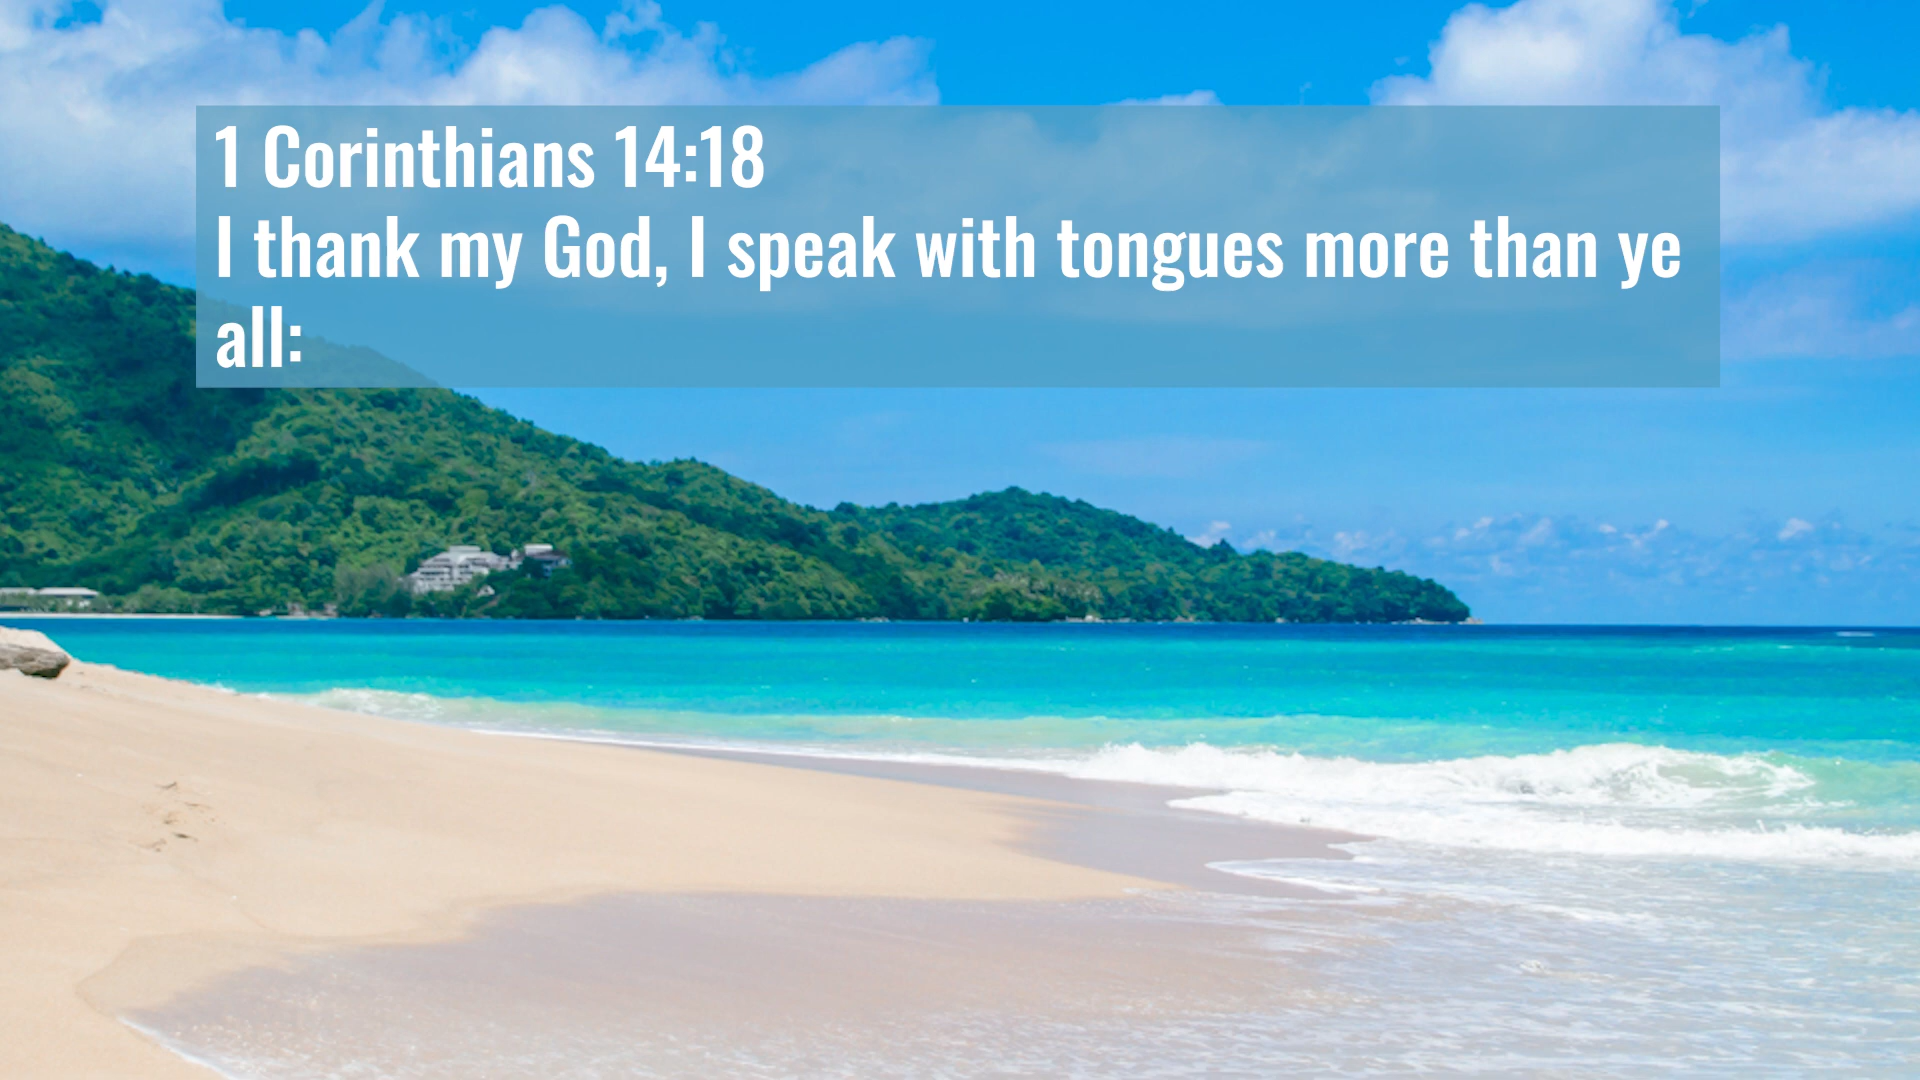 1 Corinthians 14:18
I thank my God, I speak with tongues more than ye
all: